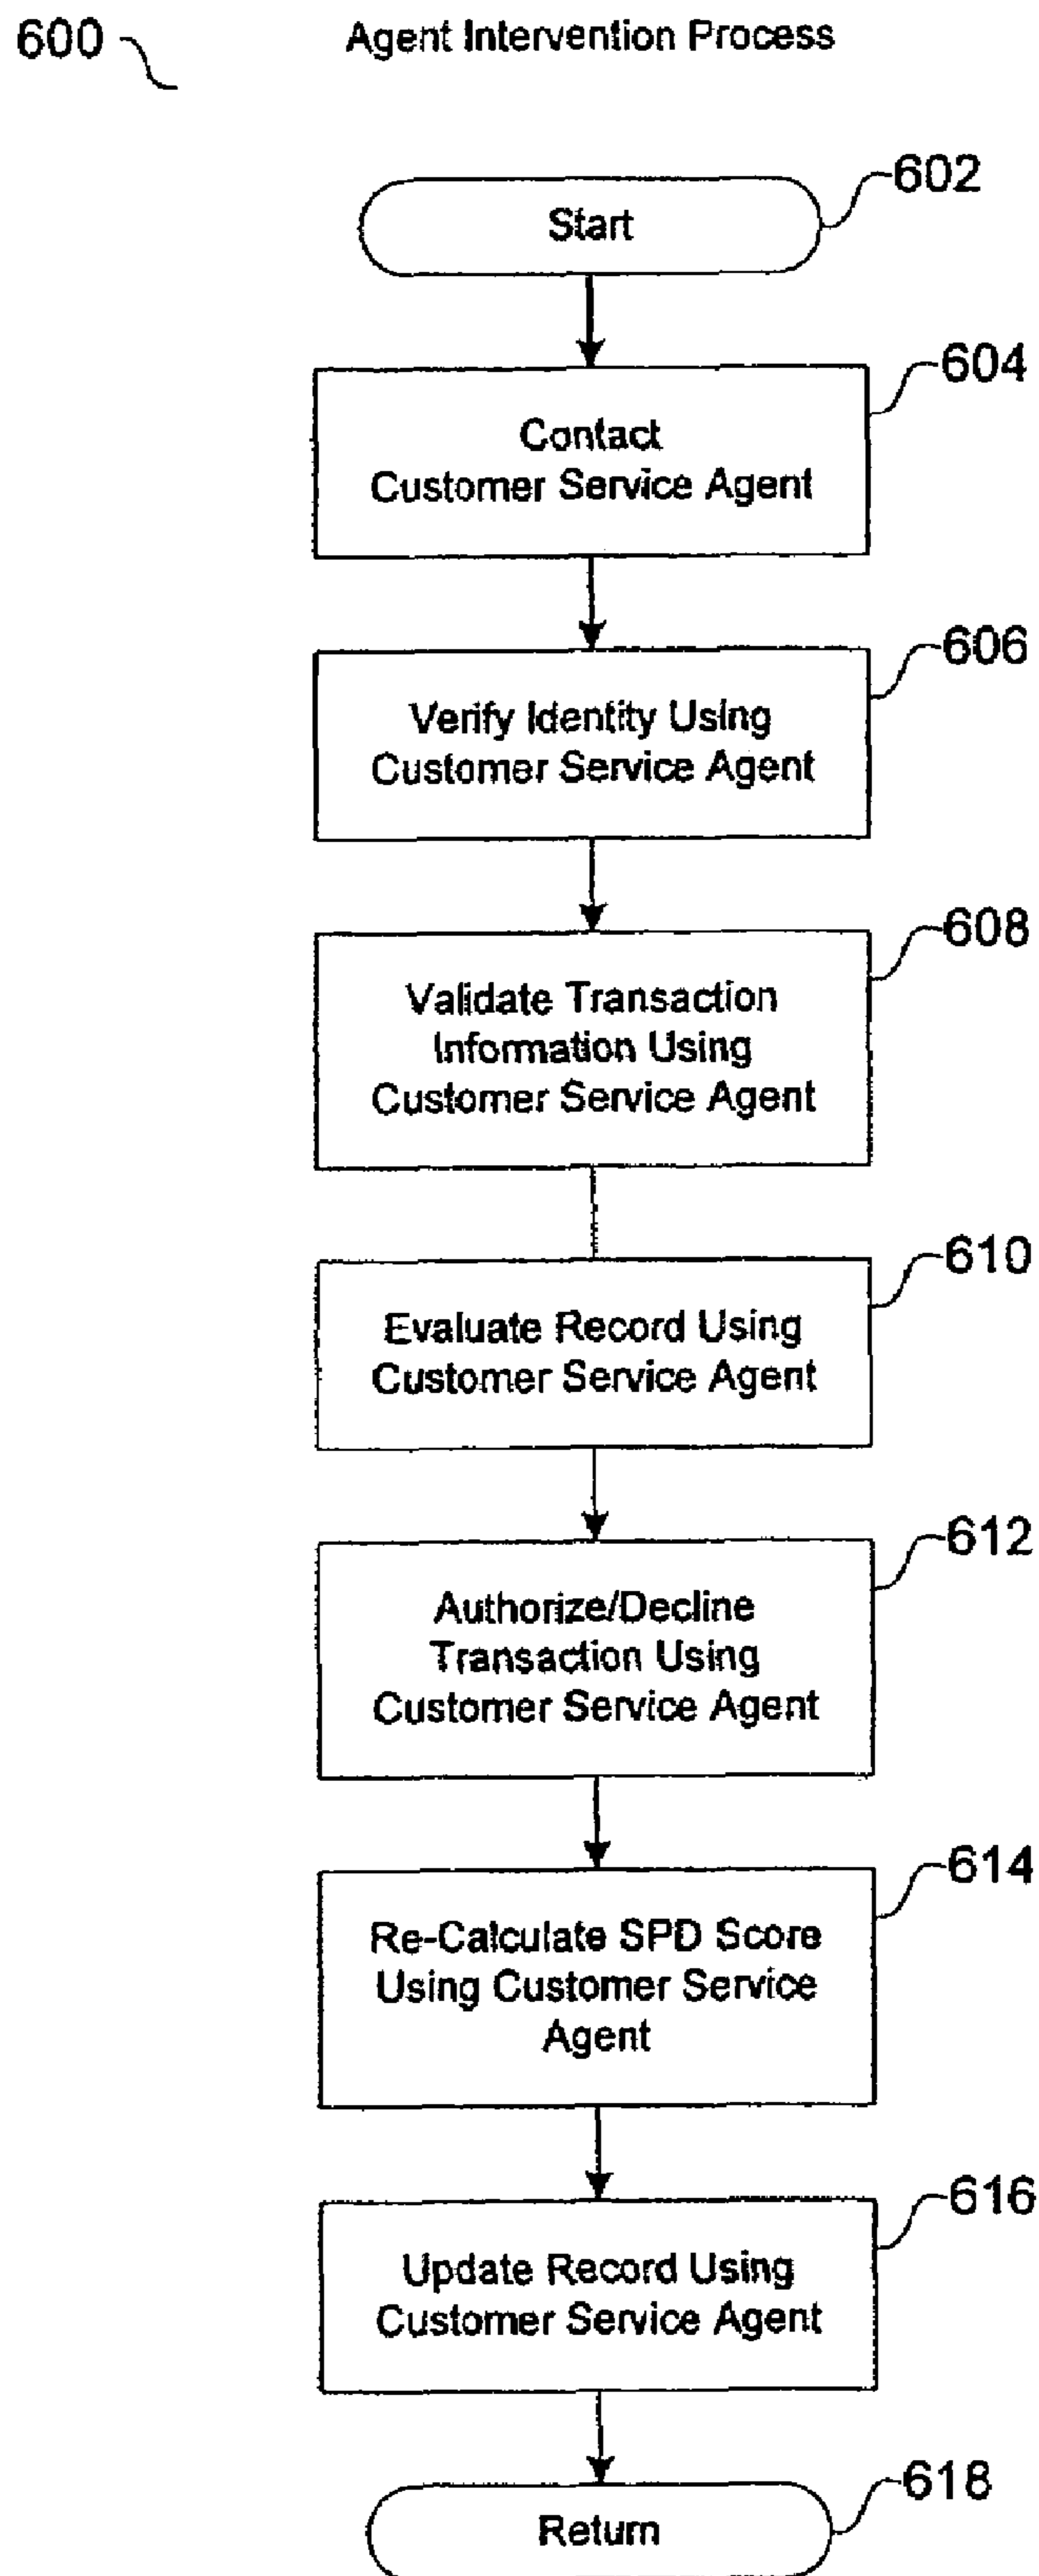 600
Agent Intervention Process
602
Start
604
Contact
Customer Service Agent
606
Verify Identity Using
Customer Service Agent
608
Validate Transaction
Information Using
Customer Service Agent
610
Evaluate Record Using
Customer Service Agent
612
Authorize/Decline
Transaction Using
Customer Service Agent
614
Re-Calculate SPD Score
Using Customer Service
Agent
616
Update Record Using
Customer Service Agent
618
Return